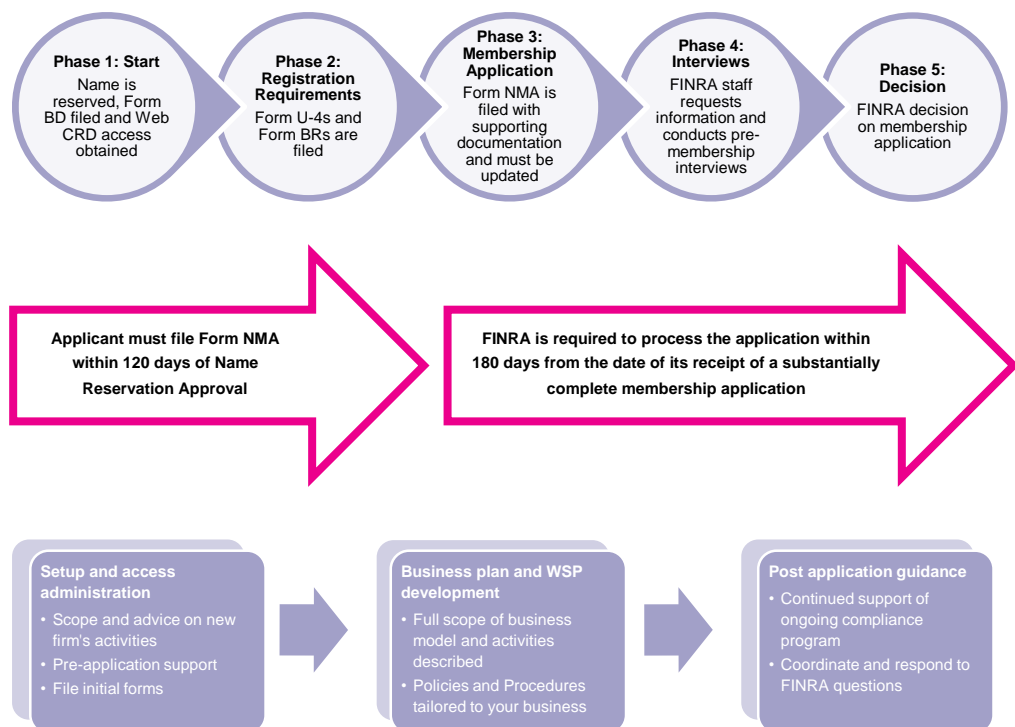 Phase 1: Start
Name is
reserved, Form
BD filed and Web
CRD access
obtained
Phase 2:
Registration
Requirements
Form U-4s and
Form BRs are
filed
Phase 3:
Membership
Application
Form NMA is
filed with
supporting
documentation
and must be
updated
Phase 4:
Interviews
FINRA staff
requests
information and
conducts pre-
membership
interviews
Phase 5:
Decision
FINRA decision
on membership
application
Applicant must file Form NMA
within 120 days of Name
Reservation Approval
FINRA is required to process the application within
180 days from the date of its receipt of a substantially
complete membership application
Setup and access
administration
• Scope and advice on new
firm's activities
• Pre-application support
• File initial forms
Business plan and WSP
development
• Full scope of business
model and activities
described
• Policies and Procedures
tailored to your business
Post application guidance
• Continued support of
ongoing compliance
program
• Coordinate and respond to
FINRA questions